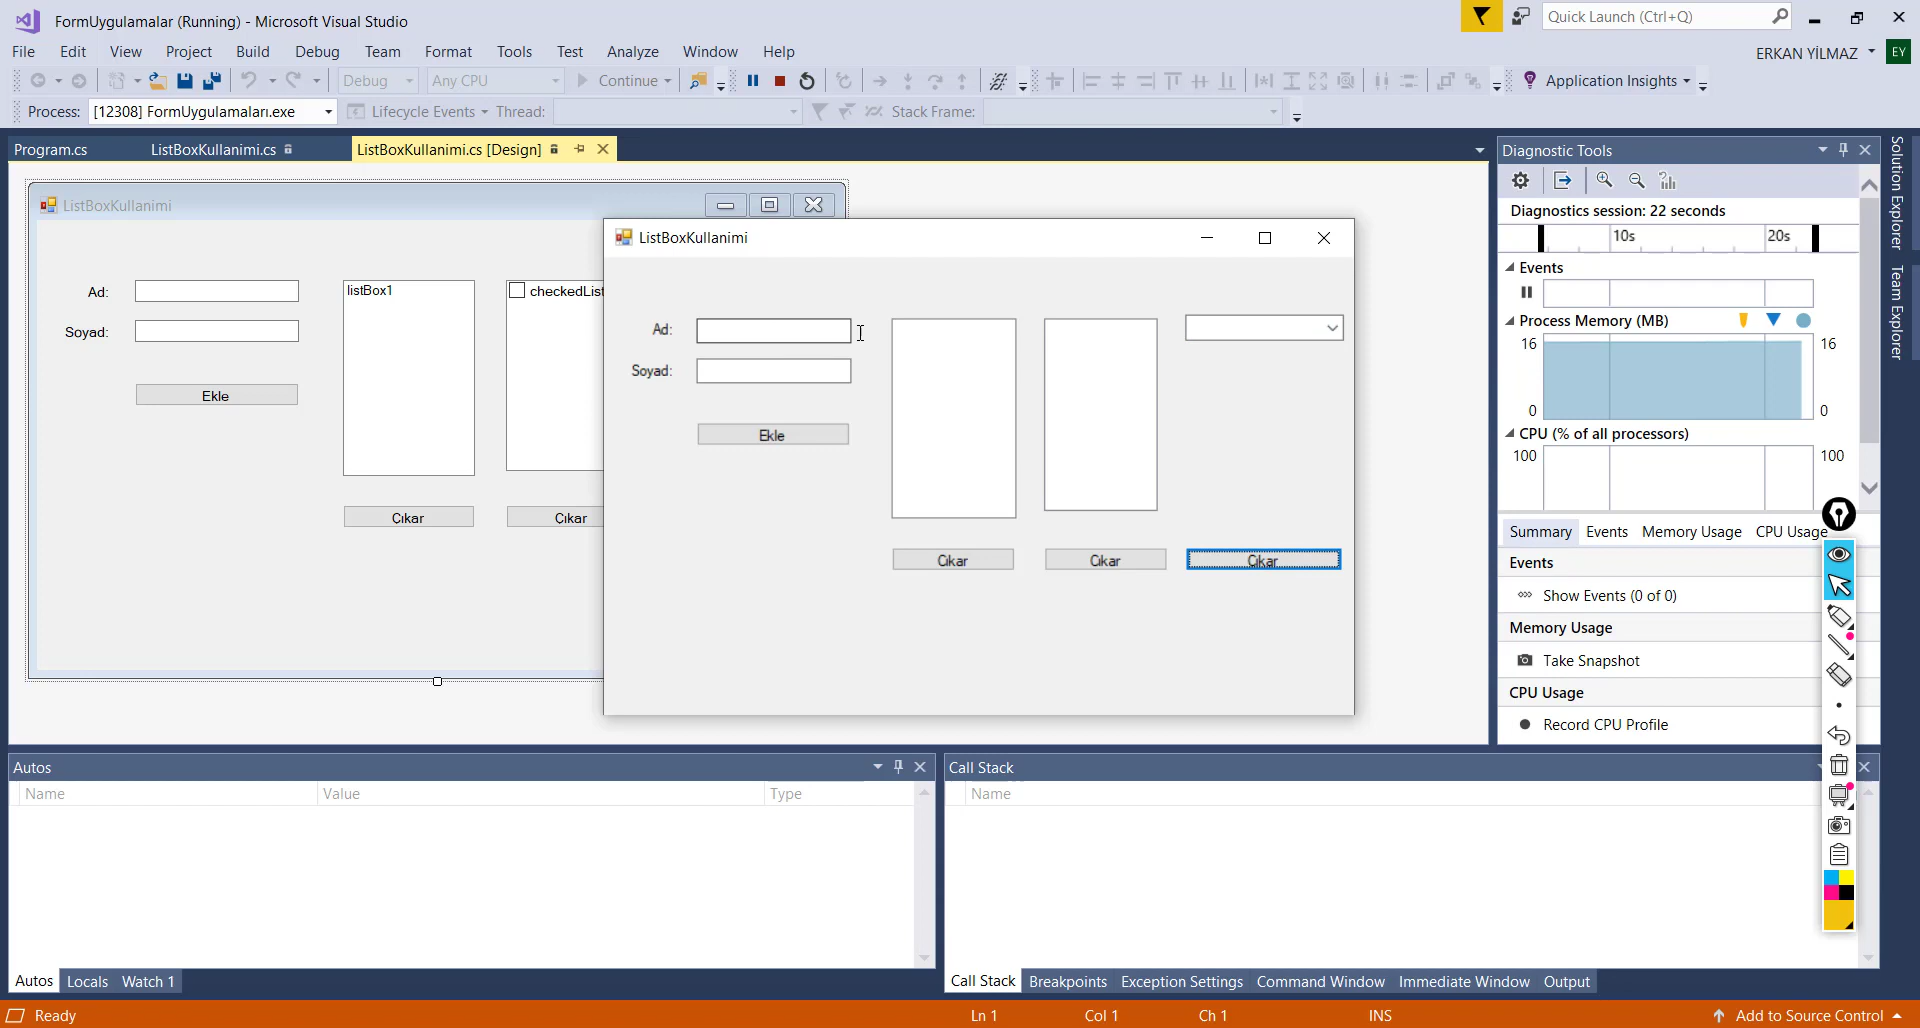 FormUygulamalar (Running) - Microsoft Visual Studio
Quick Launch (Ctrl+Q)
File Edit View Project Build Debug Team Format Tools Test Analyze Window Help
ERKAN YİLMAZ EY
Debug Any CPU Continue Application Insights
Process: [12308] FormUygulamaları.exe Lifecycle Events Thread: Stack Frame:
Program.cs ListBoxKullanimi.cs ListBoxKullanimi.cs [Design]
ListBoxKullanimi
Ad:
Soyad:
Ekle
listBox1
checkedList
Çıkar Çıkar
ListBoxKullanimi
Ad:
Soyad:
Ekle
Çıkar Çıkar Çıkar
Diagnostic Tools
Diagnostics session: 22 seconds
10s 20s
Events
Process Memory (MB)
16 16
0 0
CPU (% of all processors)
100 100
Summary Events Memory Usage CPU Usage
Events
Show Events (0 of 0)
Memory Usage
Take Snapshot
CPU Usage
Record CPU Profile
Solution Explorer
Team Explorer
Autos
Name Value Type
Autos Locals Watch 1
Call Stack
Name
Call Stack Breakpoints Exception Settings Command Window Immediate Window Output
Ready Ln 1 Col 1 Ch 1 INS Add to Source Control